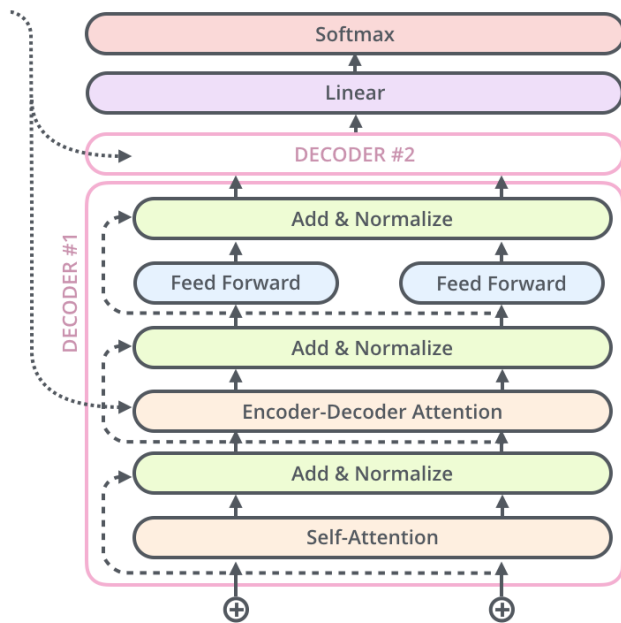 Softmax
Linear
DECODER #2
DECODER #1
Add & Normalize
Feed Forward
Feed Forward
Add & Normalize
Encoder-Decoder Attention
Add & Normalize
Self-Attention